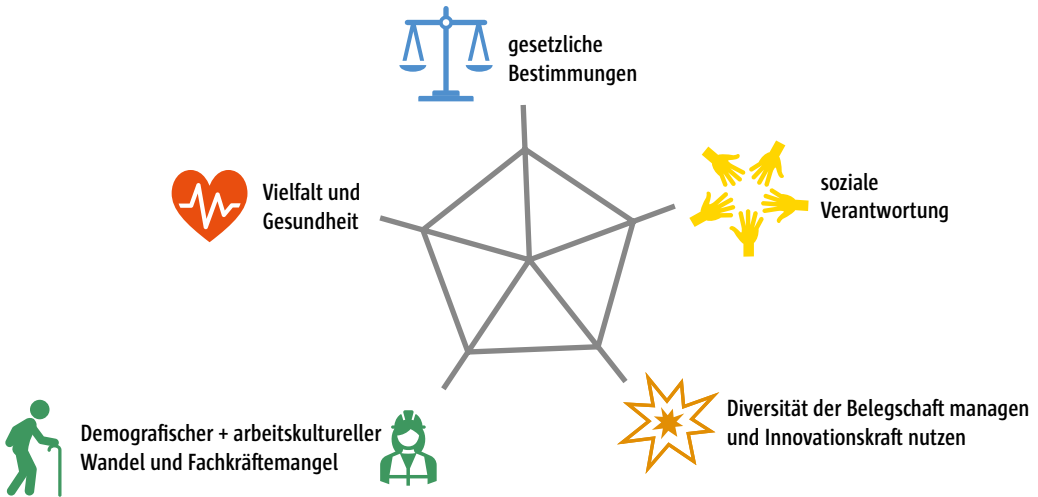 gesetzliche
Bestimmungen
soziale
Verantwortung
Vielfalt und
Gesundheit
Diversität der Belegschaft managen
und Innovationskraft nutzen
Demografischer + arbeitskultureller
Wandel und Fachkräftemangel